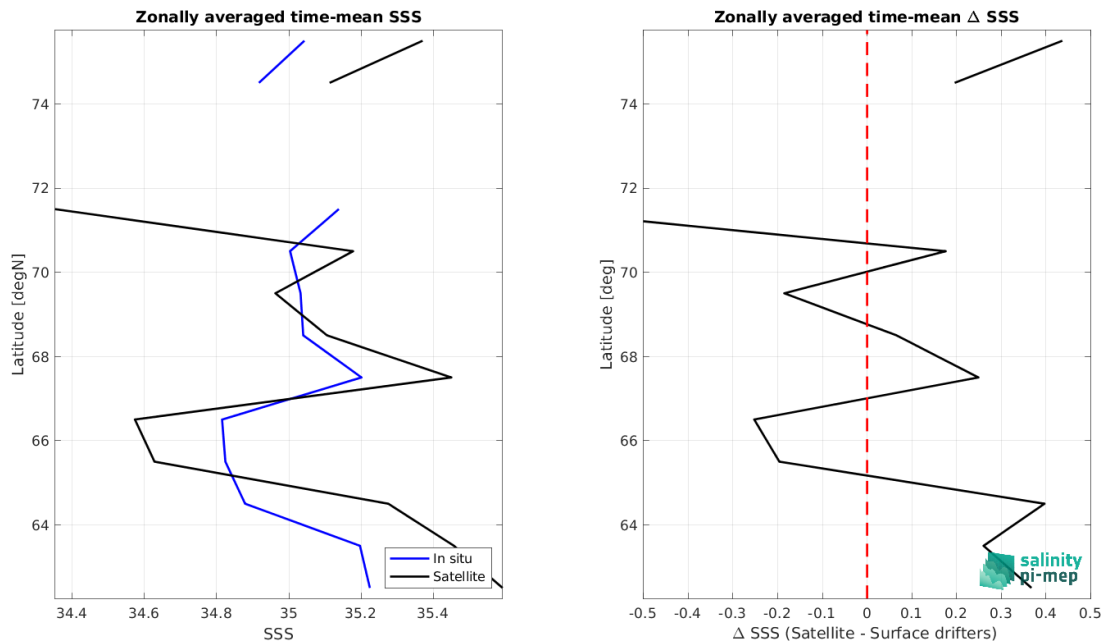 Zonally averaged time-mean SSS
74
72
70
68
66
64
Latitude [degN]
34.4 34.6 34.8 35 35.2 35.4
SSS
In situ
Satellite
Zonally averaged time-mean Δ SSS
74
72
70
68
66
64
Latitude [deg]
-0.5 -0.4 -0.3 -0.2 -0.1 0 0.1 0.2 0.3 0.4 0.5
Δ SSS (Satellite - Surface drifters)
salinity
pi-mep